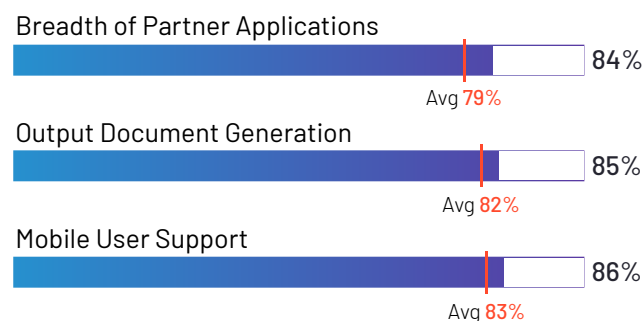 Breadth of Partner Applications
84%
Avg 79%
Output Document Generation
85%
Avg 82%
Mobile User Support
86%
Avg 83%